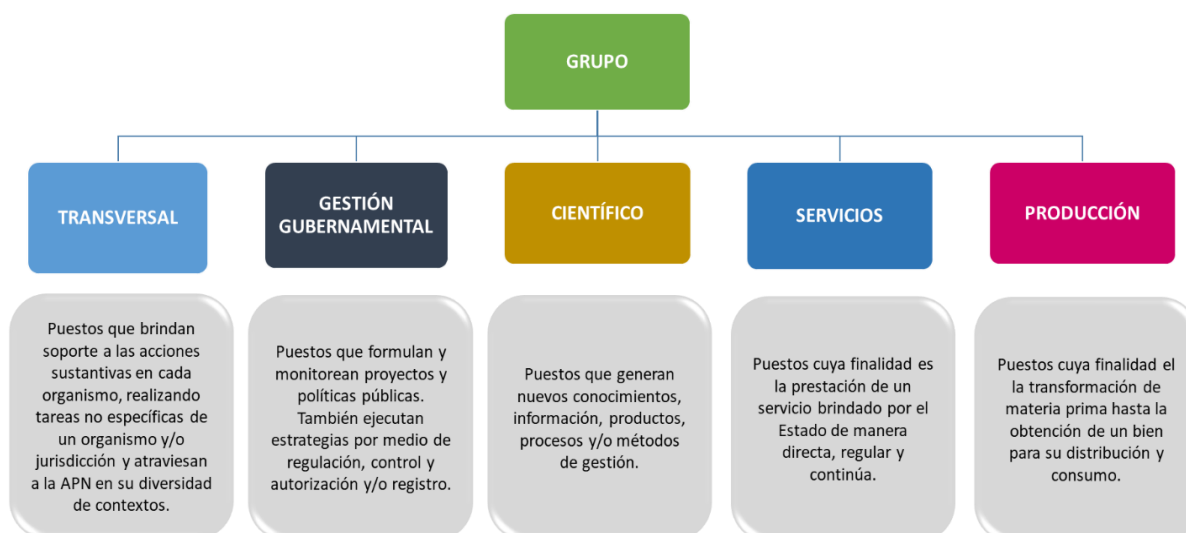 GRUPO
TRANSVERSAL
GESTIÓN
GUBERNAMENTAL
CIENTÍFICO
SERVICIOS
PRODUCCIÓN
Puestos que brindan
soporte a las acciones
sustantivas en cada
organismo, realizando
tareas no específicas de
un organismo y/o
jurisdicción y atraviesan
a la APN en su diversidad
de contextos.
Puestos que formulan y
monitorean proyectos y
políticas públicas.
También ejecutan
estrategias por medio de
regulación, control y
autorización y/o registro.
Puestos que generan
nuevos conocimientos,
información, productos,
procesos y/o métodos
de gestión.
Puestos cuya finalidad es
la prestación de un
servicio brindado por el
Estado de manera
directa, regular y
continúa.
Puestos cuya finalidad el
la transformación de
materia prima hasta la
obtención de un bien
para su distribución y
consumo.